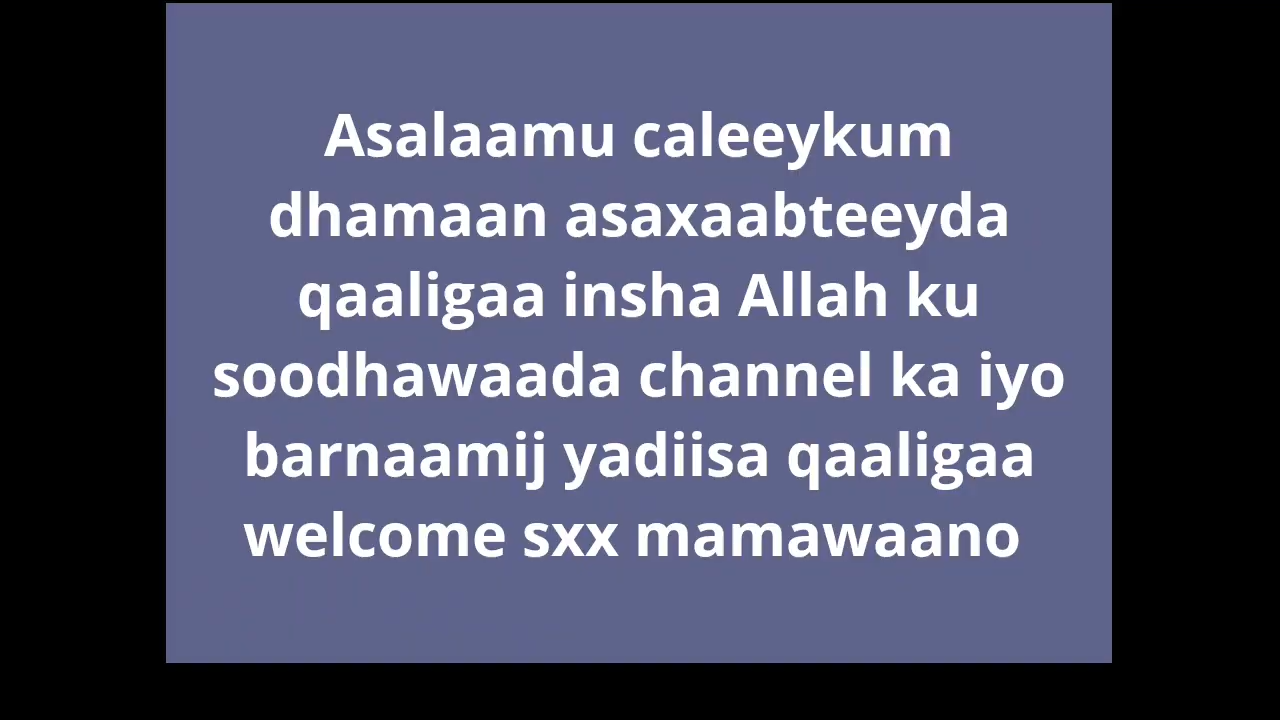 Asalaamu caleeykum
dhamaan asaxaabteeyda
qaaligaa insha Allah ku
soodhawaada channel ka iyo
barnaamij yadiisa qaaligaa
welcome sxx mamawaano